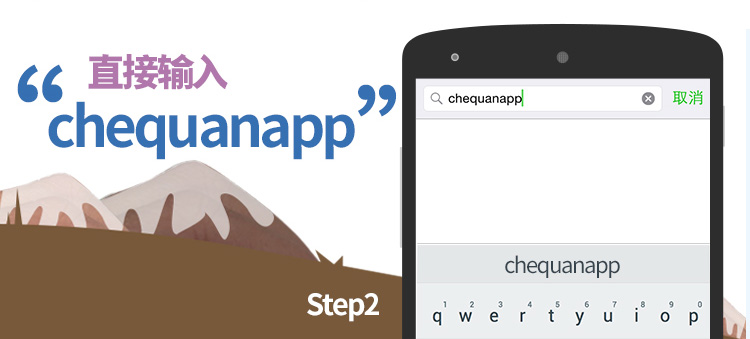 直接输入
“chequanapp”
Step2
chequanapp 取消
chequanapp
1 2 3 4 5 6 7 8 9 0
q w e r t y u i o p